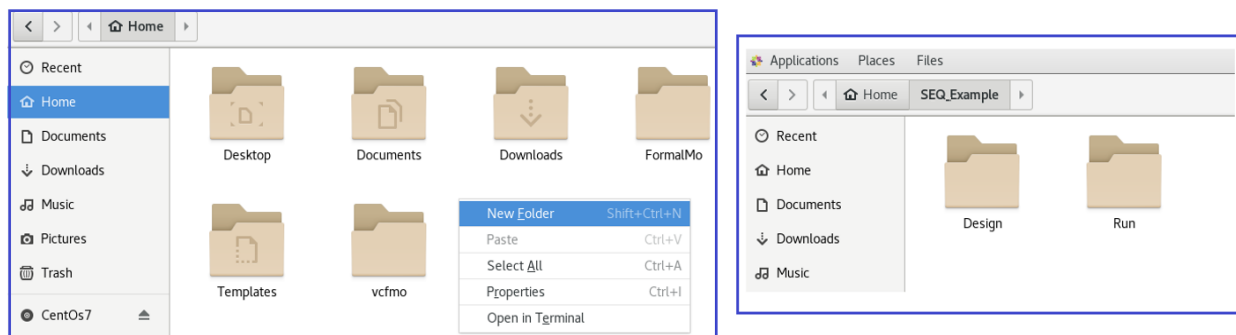 Home
Recent
Home
Documents
Downloads
Music
Pictures
Trash
CentOs7
Desktop
Documents
Downloads
FormalMo
Templates
vcfmo
New Folder Shift+Ctrl+N
Paste Ctrl+V
Select All Ctrl+A
Properties Ctrl+I
Open in Terminal
Applications Places Files
Home SEQ_Example
Recent
Home
Documents
Downloads
Music
Design
Run